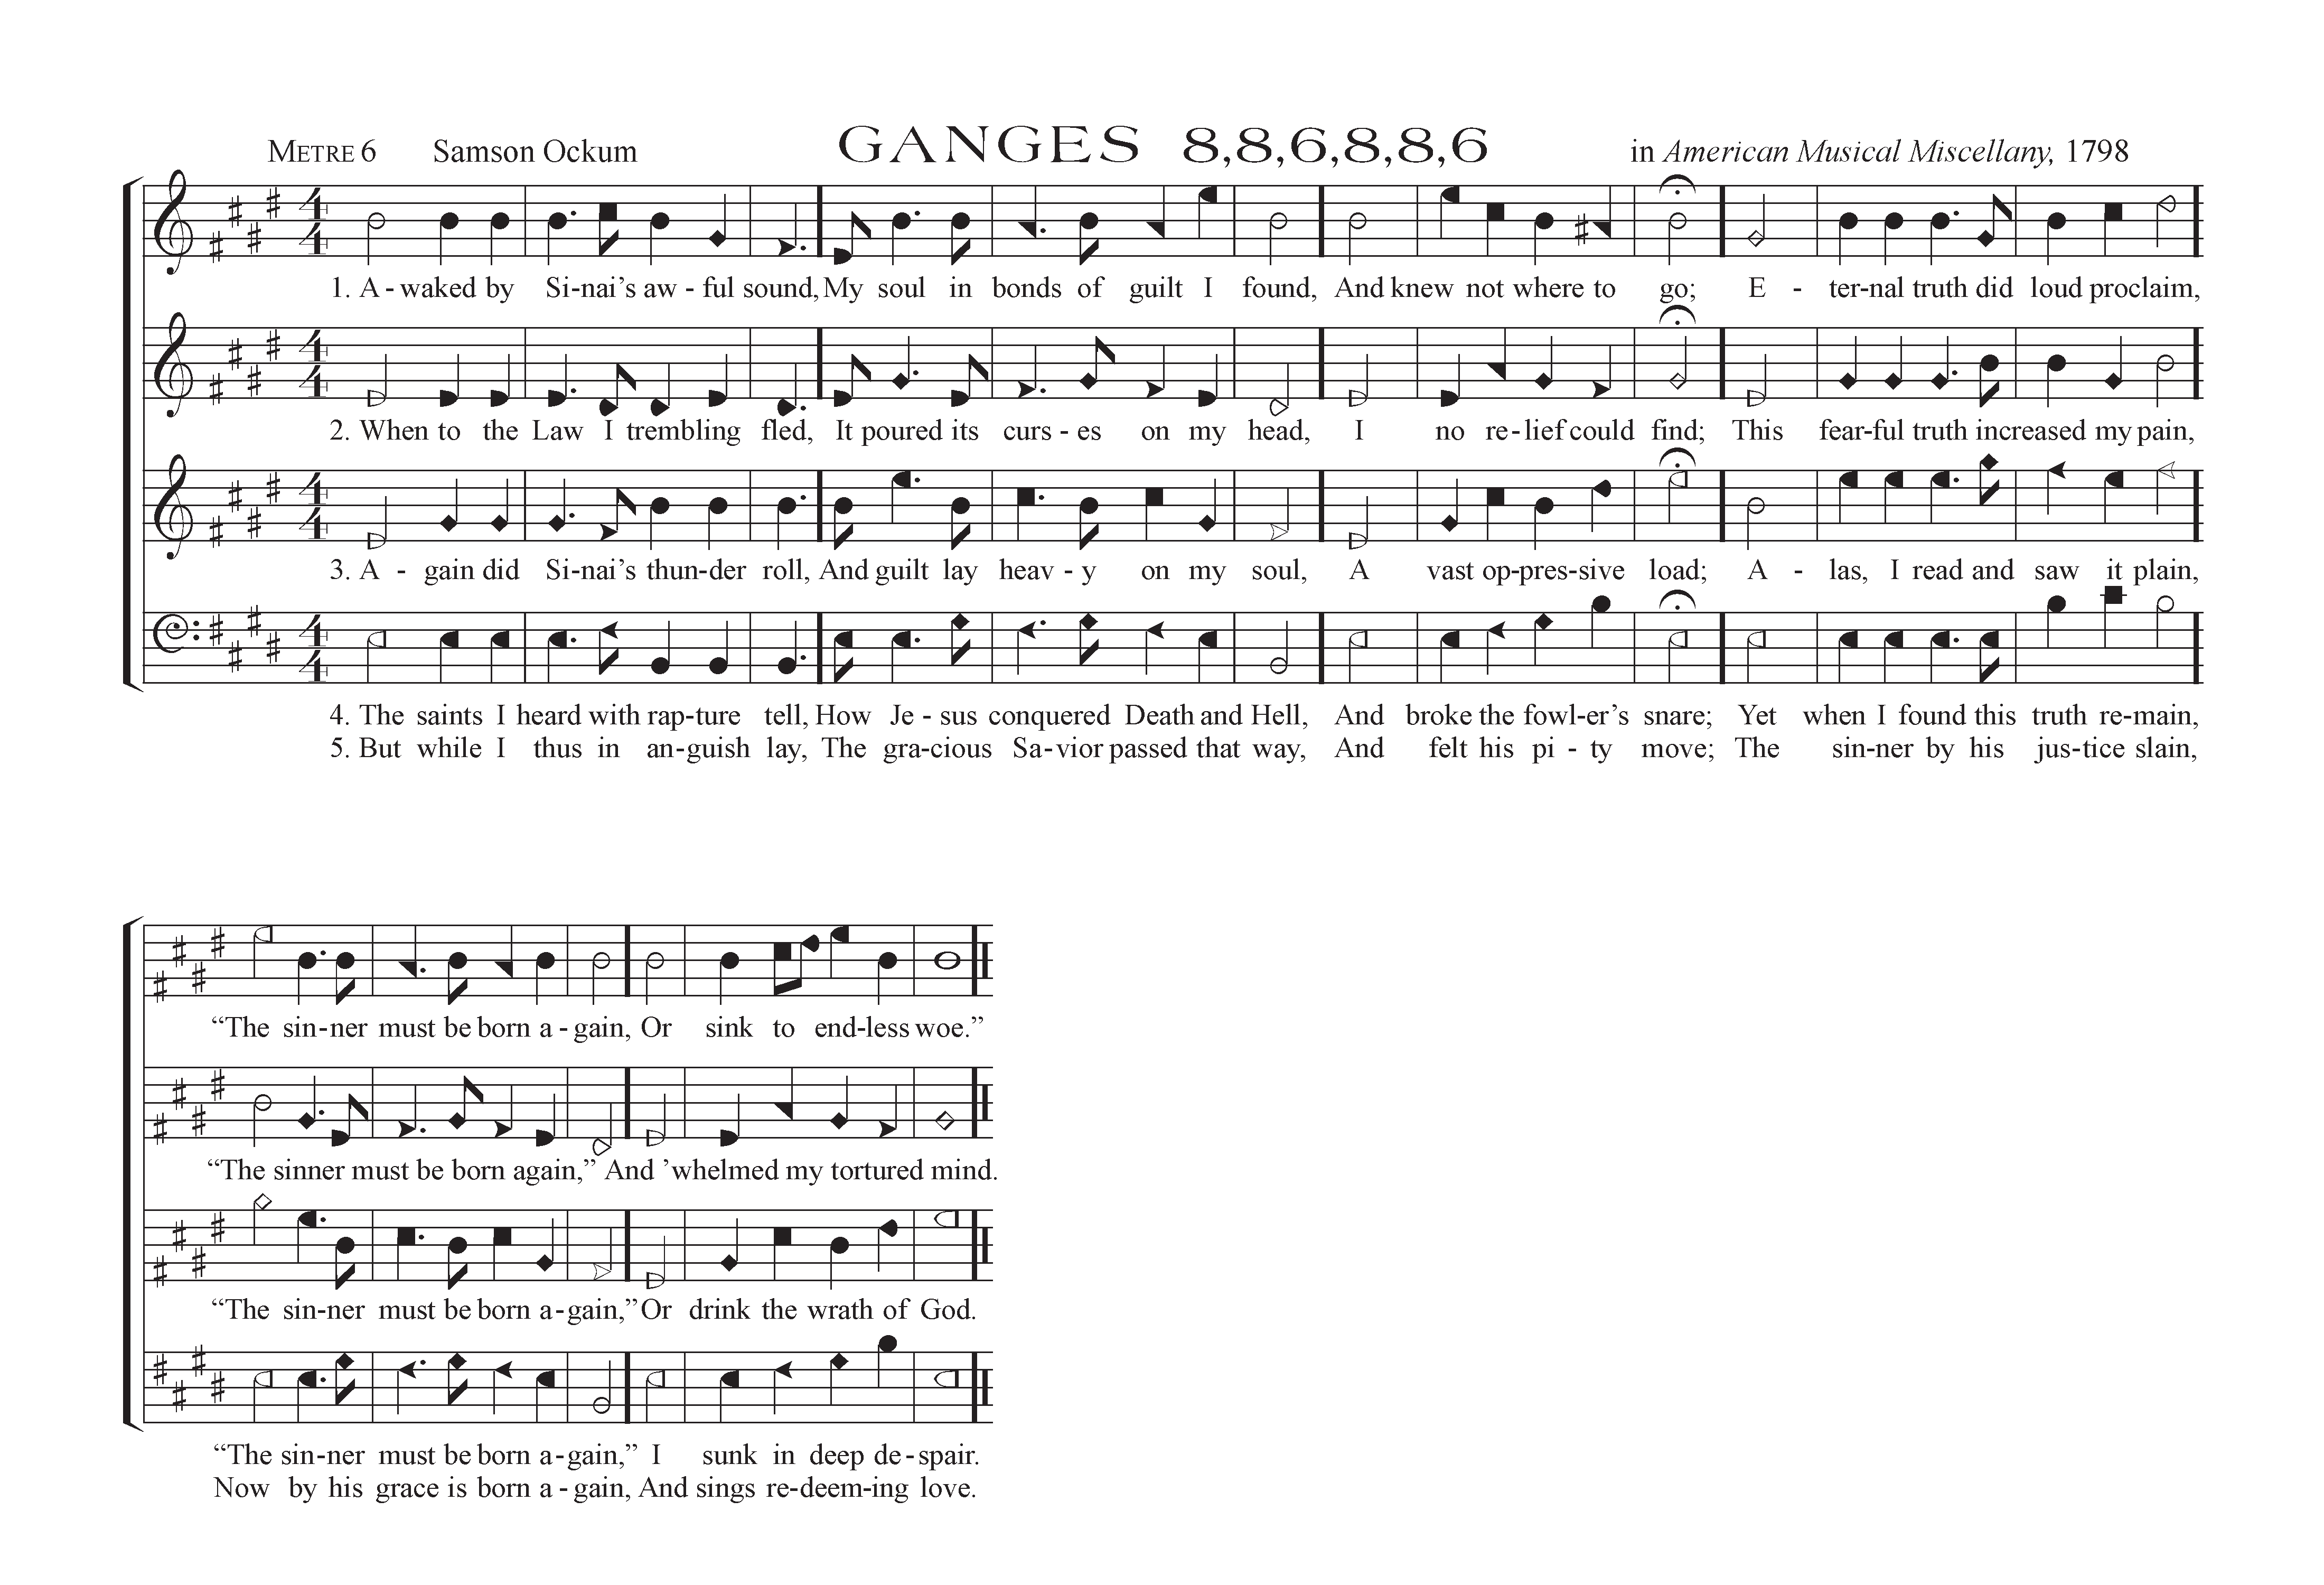 METRE 6 Samson Ockum GANGES 8,8,6,8,8,6 in American Musical Miscellany, 1798
4 4
1. A - waked by Si-nai’s aw - ful sound, My soul in bonds of guilt I found, And knew not where to go; E - ter-nal truth did loud proclaim,
4 4
2. When to the Law I trembling fled, It poured its curs - es on my head, I no re-lief could find; This fear-ful truth increased my pain,
4 4
3. A - gain did Si-nai’s thun-der roll, And guilt lay heav - y on my soul, A vast op-pres-sive load; A - las, I read and saw it plain,
4 4
4. The saints I heard with rap-ture tell, How Je - sus conquered Death and Hell, And broke the fowl-er’s snare; Yet when I found this truth re-main,
5. But while I thus in an-guish lay, The gra-cious Sa-vior passed that way, And felt his pi - ty move; The sin-ner by his jus-tice slain,
“The sin-ner must be born a - gain, Or sink to end-less woe.”
“The sinner must be born again,” And ’whelmed my tortured mind.
“The sin-ner must be born a-gain,” Or drink the wrath of God.
“The sin-ner must be born a-gain,” I sunk in deep de-spair.
Now by his grace is born a - gain, And sings re-deem-ing love.